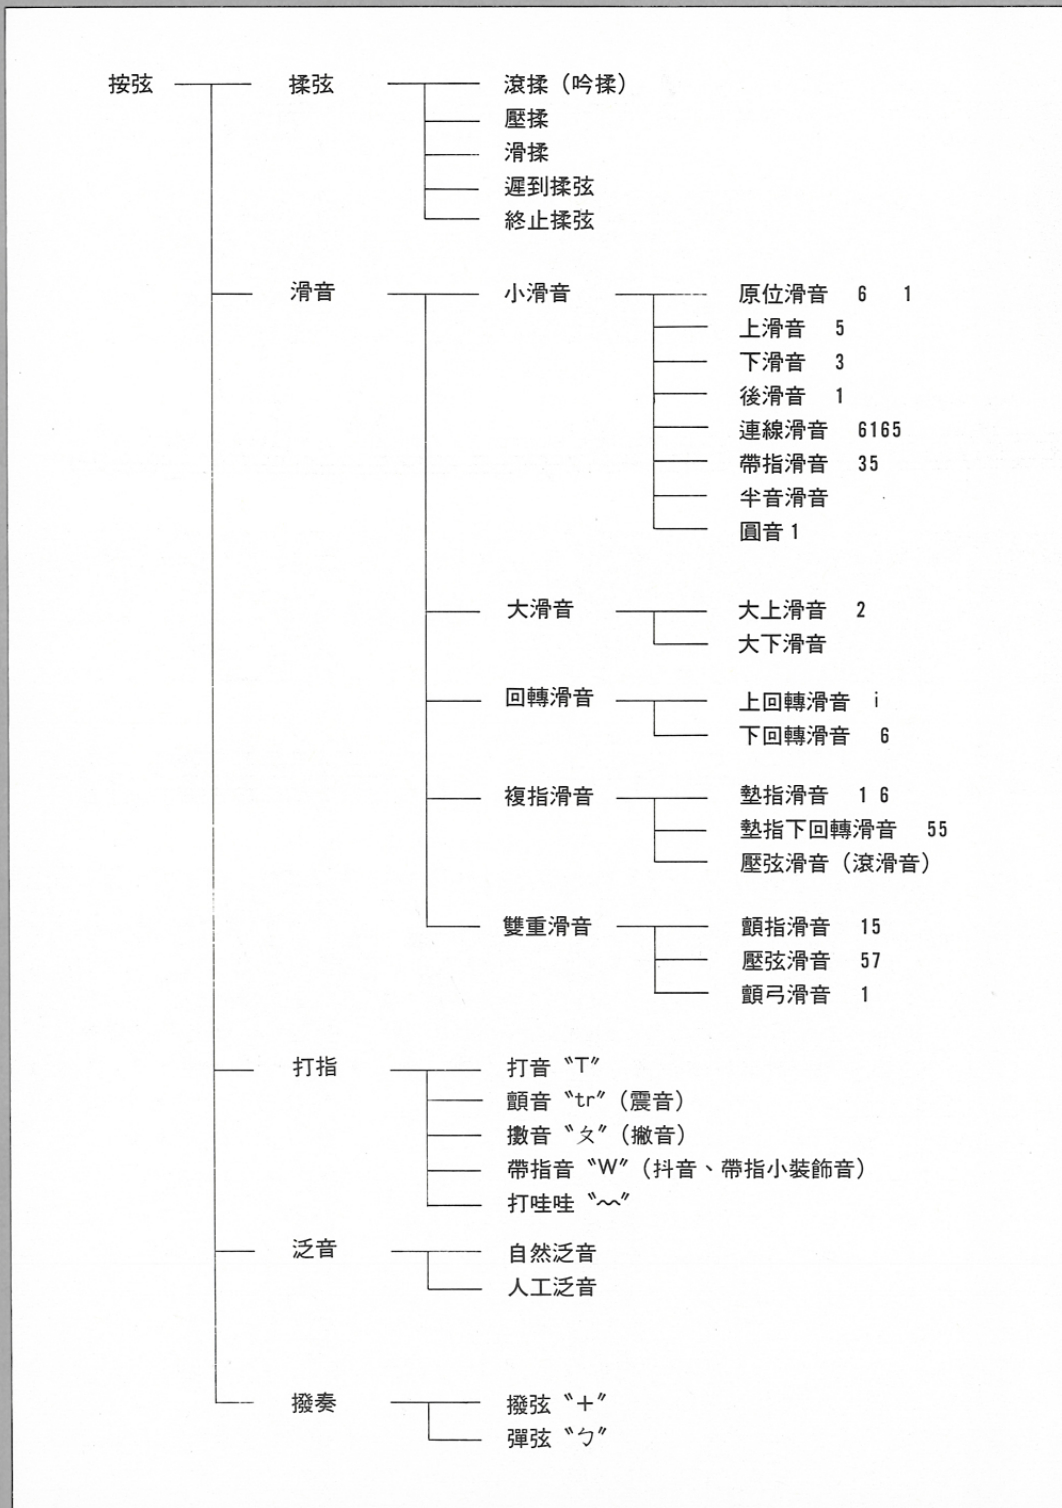 按弦 揉弦 滾揉（吟揉）
壓揉
滑揉
遲到揉弦
終止揉弦
滑音 小滑音 原位滑音 6 1
上滑音 5
下滑音 3
後滑音 1
連線滑音 6165
帶指滑音 35
半音滑音
圓音 1
大滑音 大上滑音 2
大下滑音
回轉滑音 上回轉滑音 i
下回轉滑音 6
複指滑音 墊指滑音 1 6
墊指下回轉滑音 55
壓弦滑音（滾滑音）
雙重滑音 顫指滑音 15
壓弦滑音 57
顫弓滑音 1
打指 打音〝T〞
顫音〝tr〞（震音）
擻音〝ㄆ〞（撇音）
帶指音〝W〞（抖音、帶指小裝飾音）
打哇哇〝〰〞
泛音 自然泛音
人工泛音
撥奏 撥弦〝＋〞
彈弦〝ㄅ〞